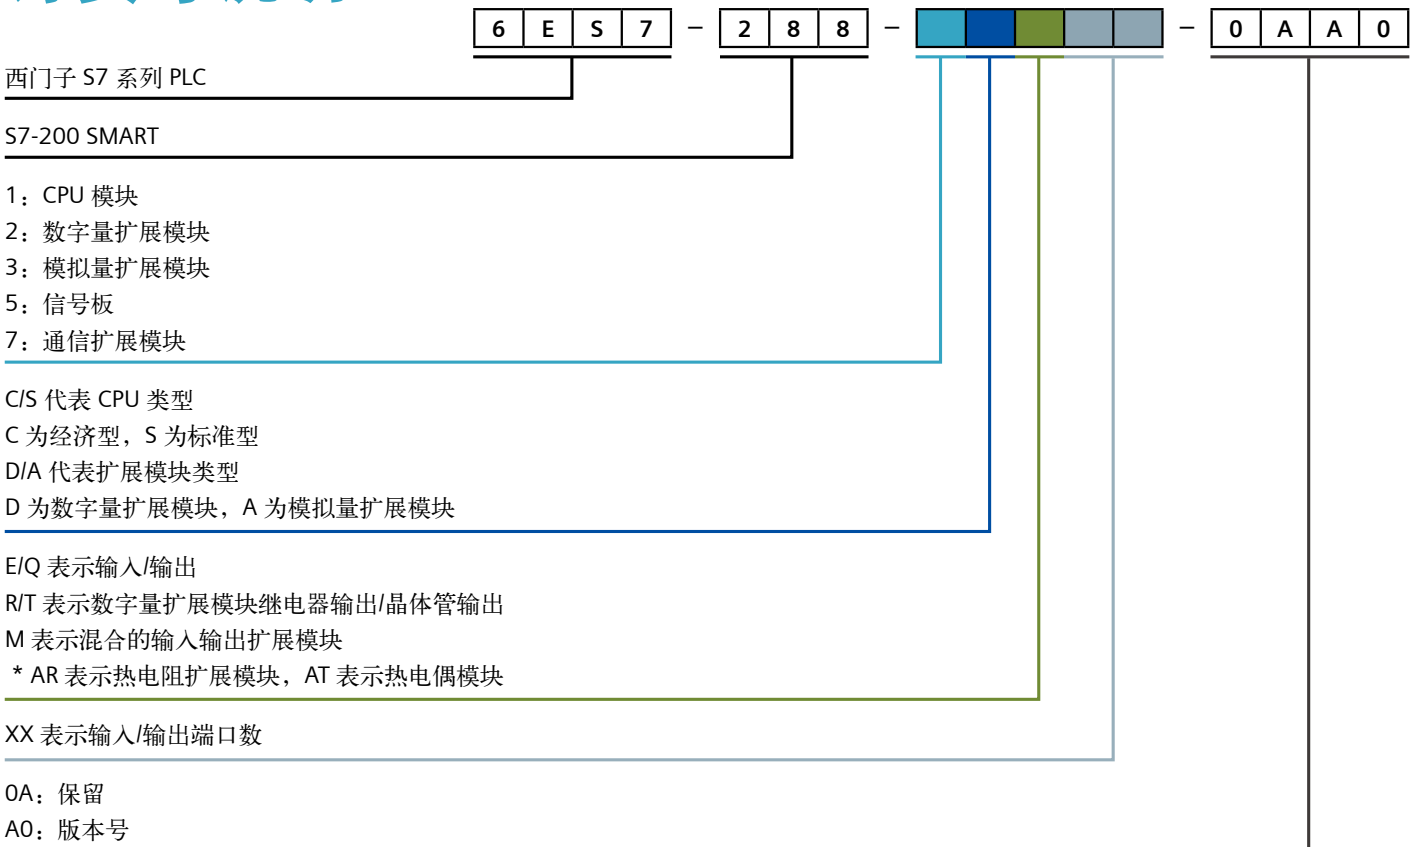 6 E S 7 – 2 8 8 – – 0 A A 0
西门子 S7 系列 PLC
S7-200 SMART
1：CPU 模块
2：数字量扩展模块
3：模拟量扩展模块
5：信号板
7：通信扩展模块
C/S 代表 CPU 类型
C 为经济型，S 为标准型
D/A 代表扩展模块类型
D 为数字量扩展模块，A 为模拟量扩展模块
E/Q 表示输入/输出
R/T 表示数字量扩展模块继电器输出/晶体管输出
M 表示混合的输入输出扩展模块
* AR 表示热电阻扩展模块，AT 表示热电偶模块
XX 表示输入/输出端口数
0A：保留
A0：版本号